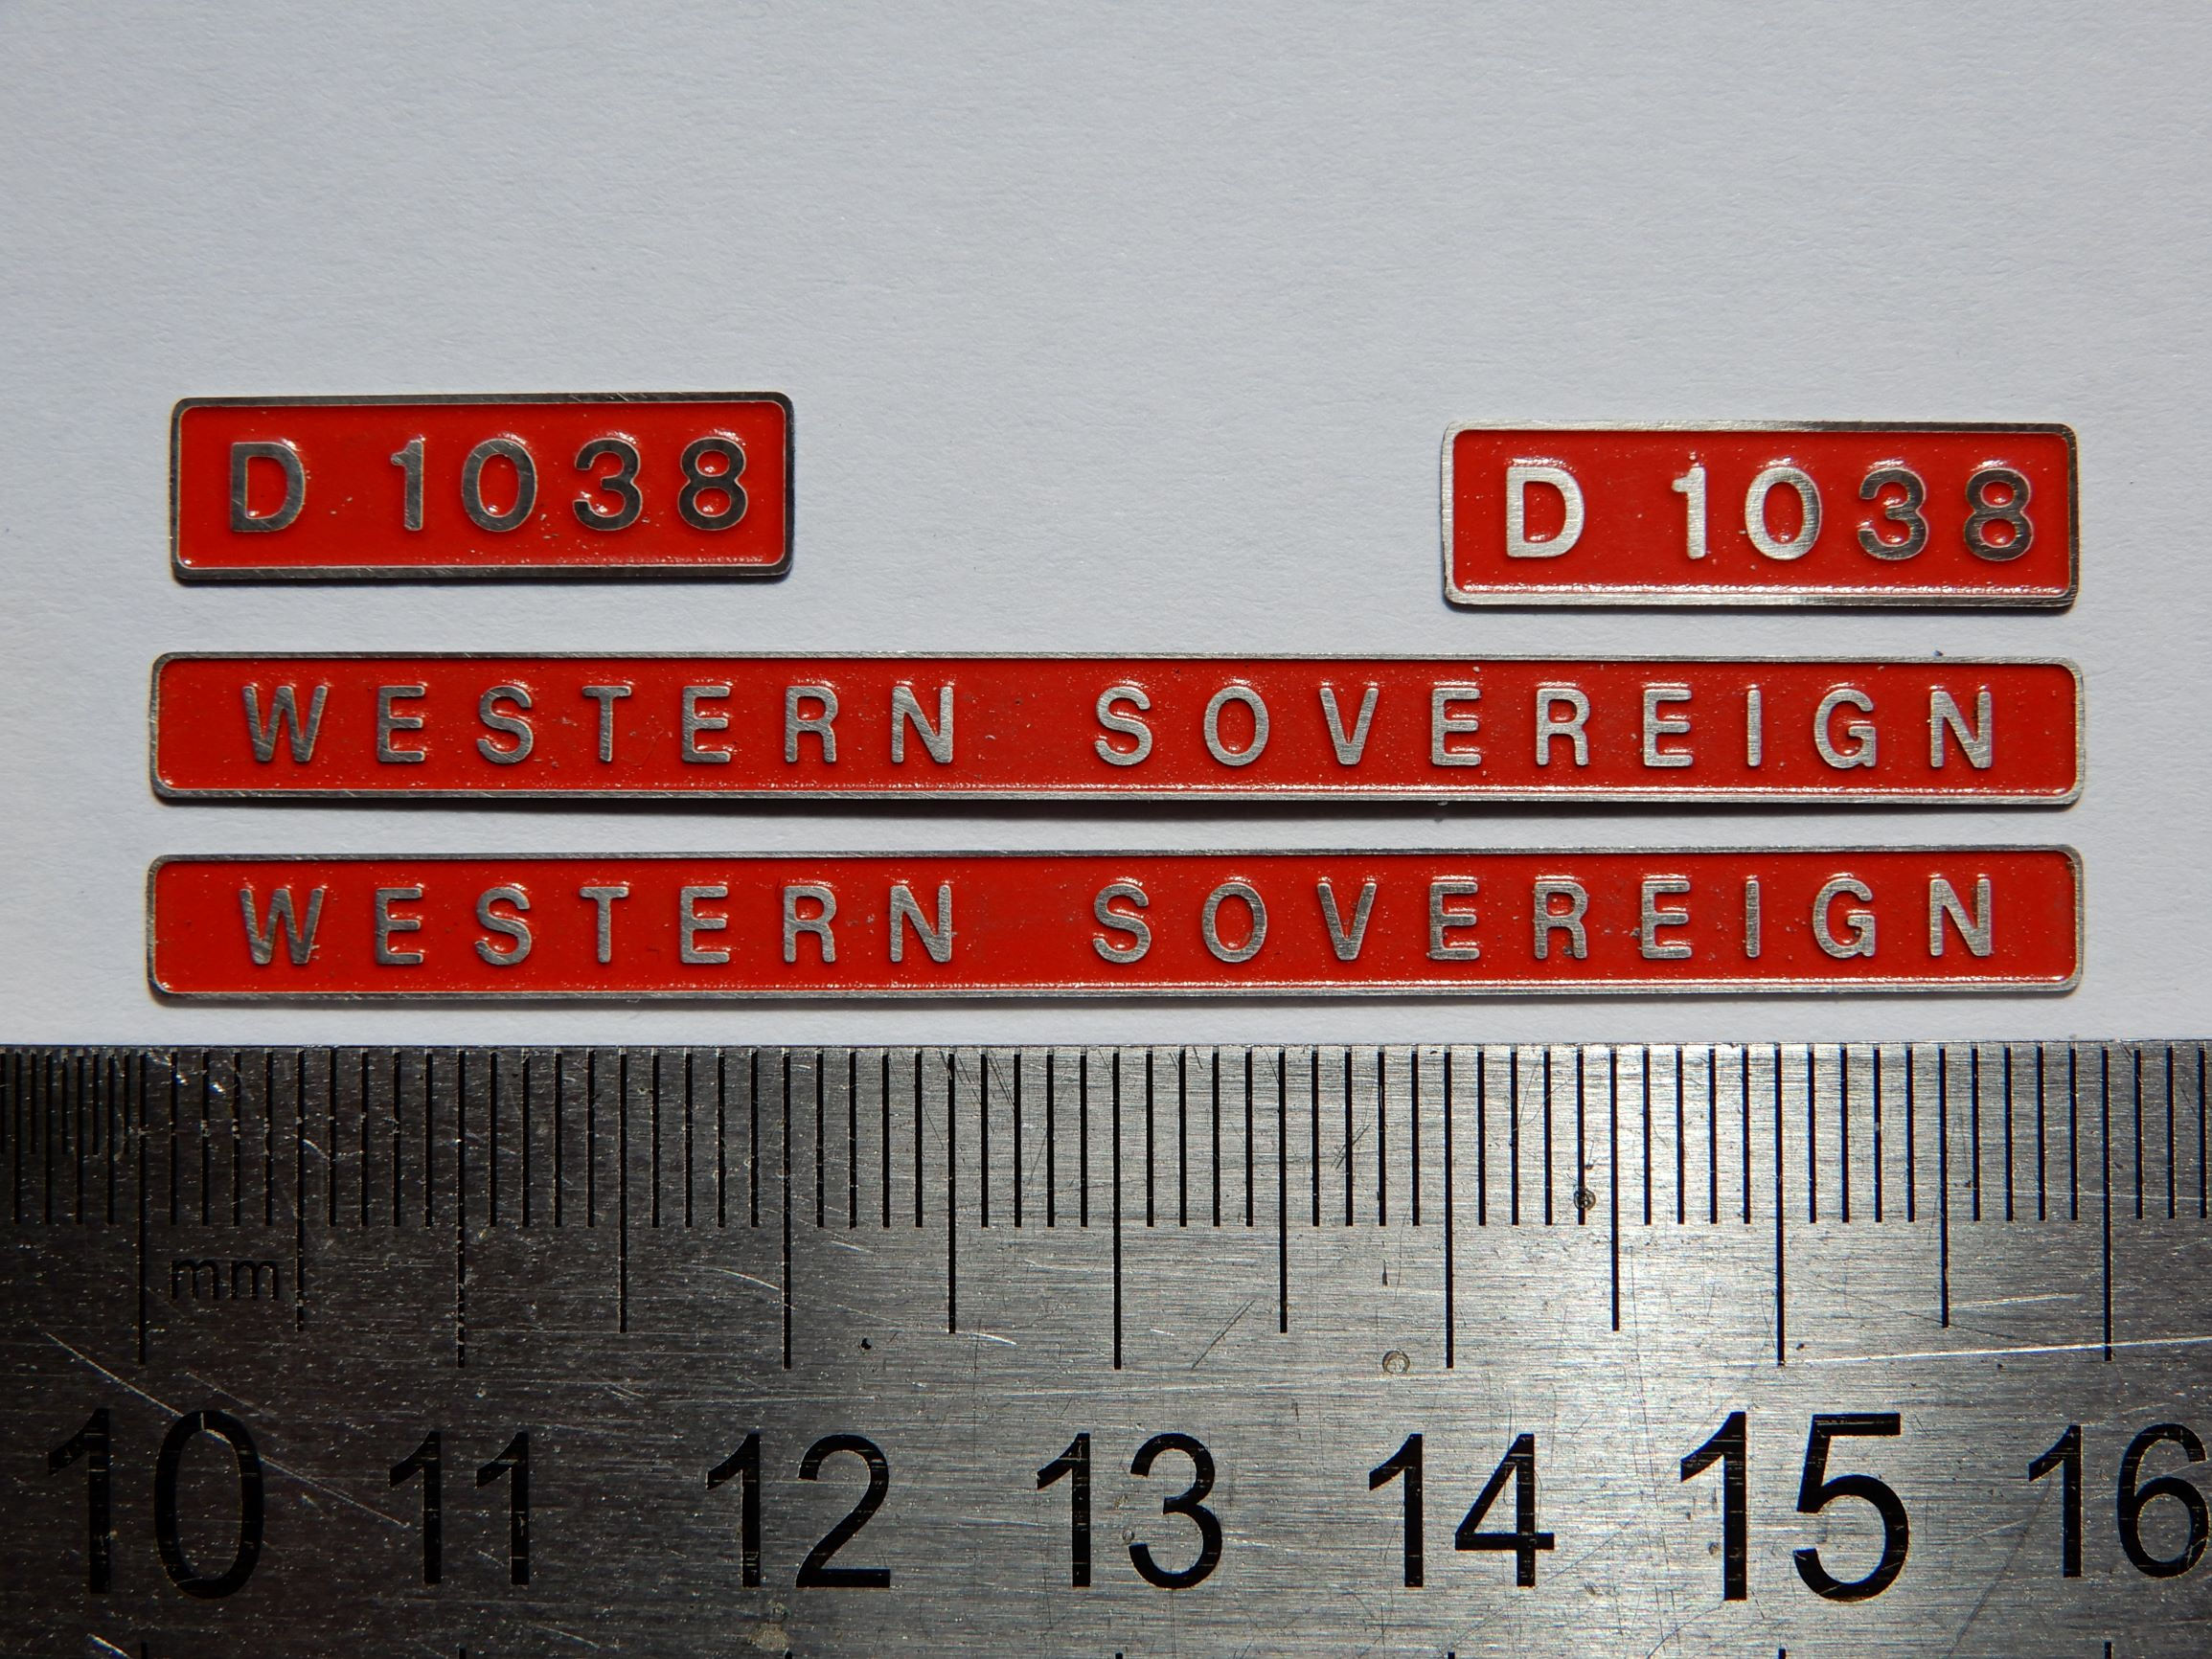 D 1038 D 1038
WESTERN SOVEREIGN
WESTERN SOVEREIGN
mm
10 11 12 13 14 15 16